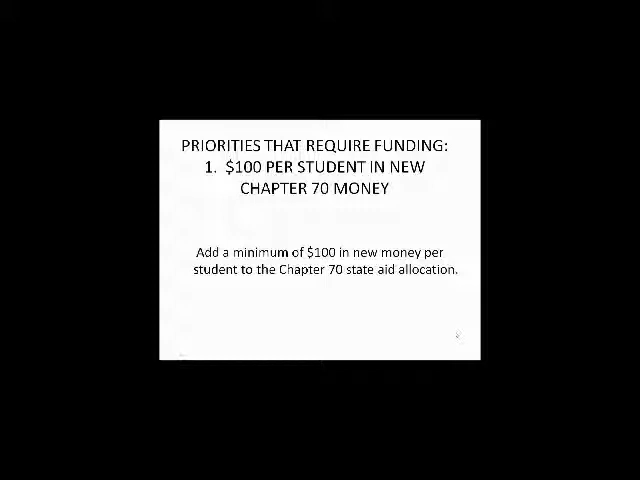 PRIORITIES THAT REQUIRE FUNDING:
1. $100 PER STUDENT IN NEW
CHAPTER 70 MONEY
Add a minimum of $100 in new money per
student to the Chapter 70 state aid allocation.